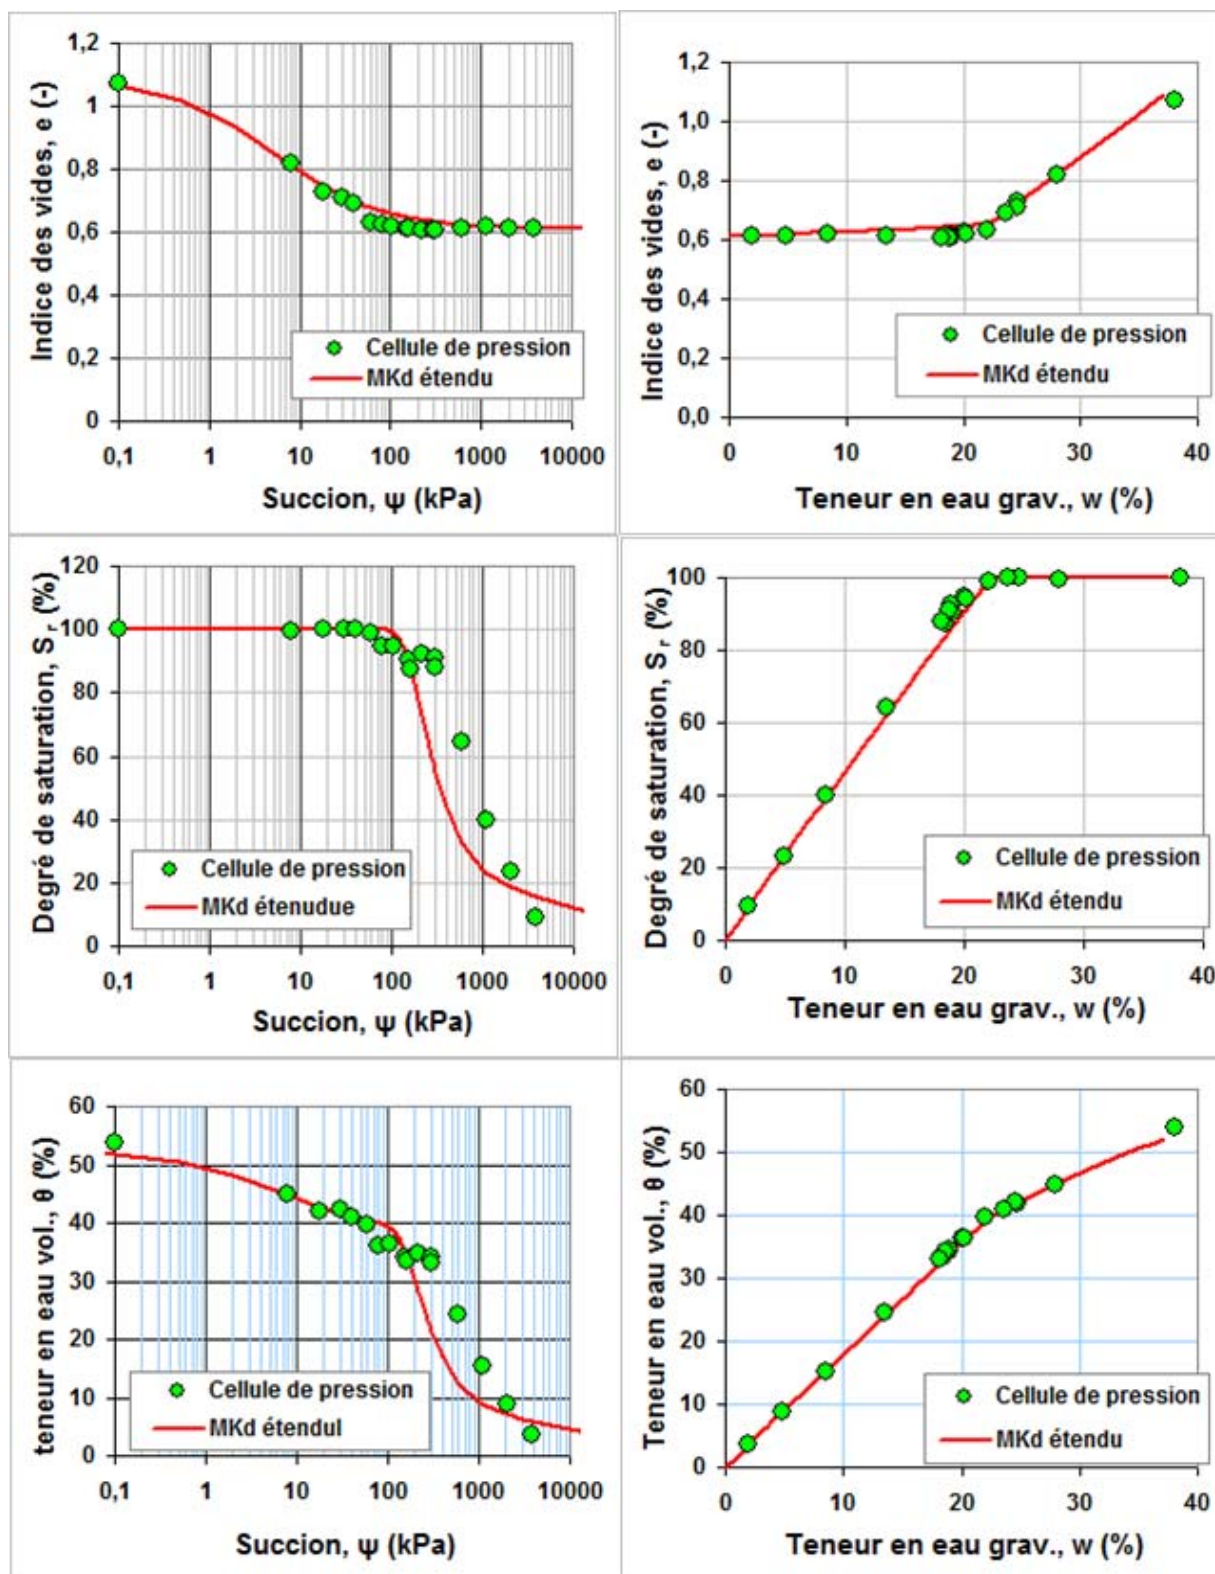 1,2
1
0,8
0,6
0,4
0,2
0
Indice des vides, e (-)
Cellule de pression
MKd étendu
0,1 1 10 100 1000 10000
Succion, ψ (kPa)
1,2
1,0
0,8
0,6
0,4
0,2
0,0
Indice des vides, e (-)
Cellule de pression
MKd étendu
0 10 20 30 40
Teneur en eau grav., w (%)
120
100
80
60
40
20
0
Degré de saturation, S r (%)
Cellule de pression
MKd étenudue
0,1 1 10 100 1000 10000
Succion, ψ (kPa)
100
80
60
40
20
0
Degré de saturation, S r (%)
Cellule de pression
MKd étendu
0 10 20 30 40
Teneur en eau grav., w (%)
60
50
40
30
20
10
0
teneur en eau vol., θ (%)
Cellule de pression
MKd étendul
0,1 1 10 100 1000 10000
Succion, ψ (kPa)
60
50
40
30
20
10
0
Teneur en eau vol., θ (%)
Cellule de pression
MKd étendu
0 10 20 30 40
Teneur en eau grav., w (%)